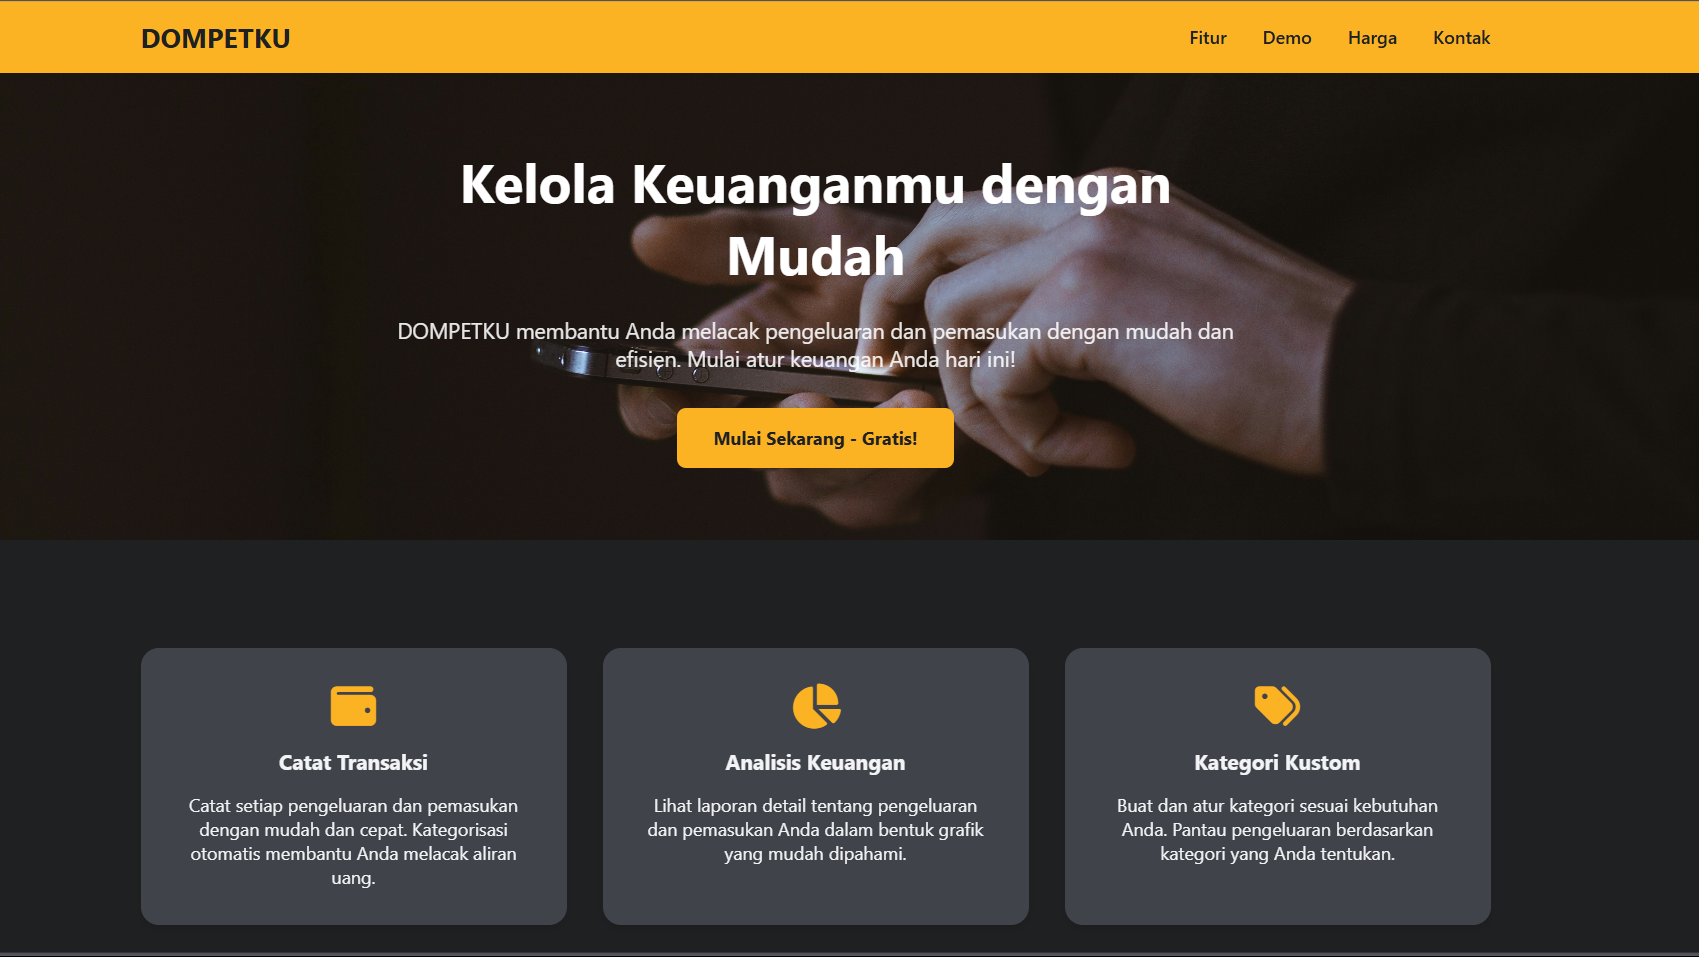 DOMPETKU
Fitur
Demo
Harga
Kontak
Kelola Keuanganmu dengan
Mudah
DOMPETKU membantu Anda melacak pengeluaran dan pemasukan dengan mudah dan
efisien. Mulai atur keuangan Anda hari ini!
Mulai Sekarang - Gratis!
Catat Transaksi
Catat setiap pengeluaran dan pemasukan
dengan mudah dan cepat. Kategorisasi
otomatis membantu Anda melacak aliran
uang.
Analisis Keuangan
Lihat laporan detail tentang pengeluaran
dan pemasukan Anda dalam bentuk grafik
yang mudah dipahami.
Kategori Kustom
Buat dan atur kategori sesuai kebutuhan
Anda. Pantau pengeluaran berdasarkan
kategori yang Anda tentukan.